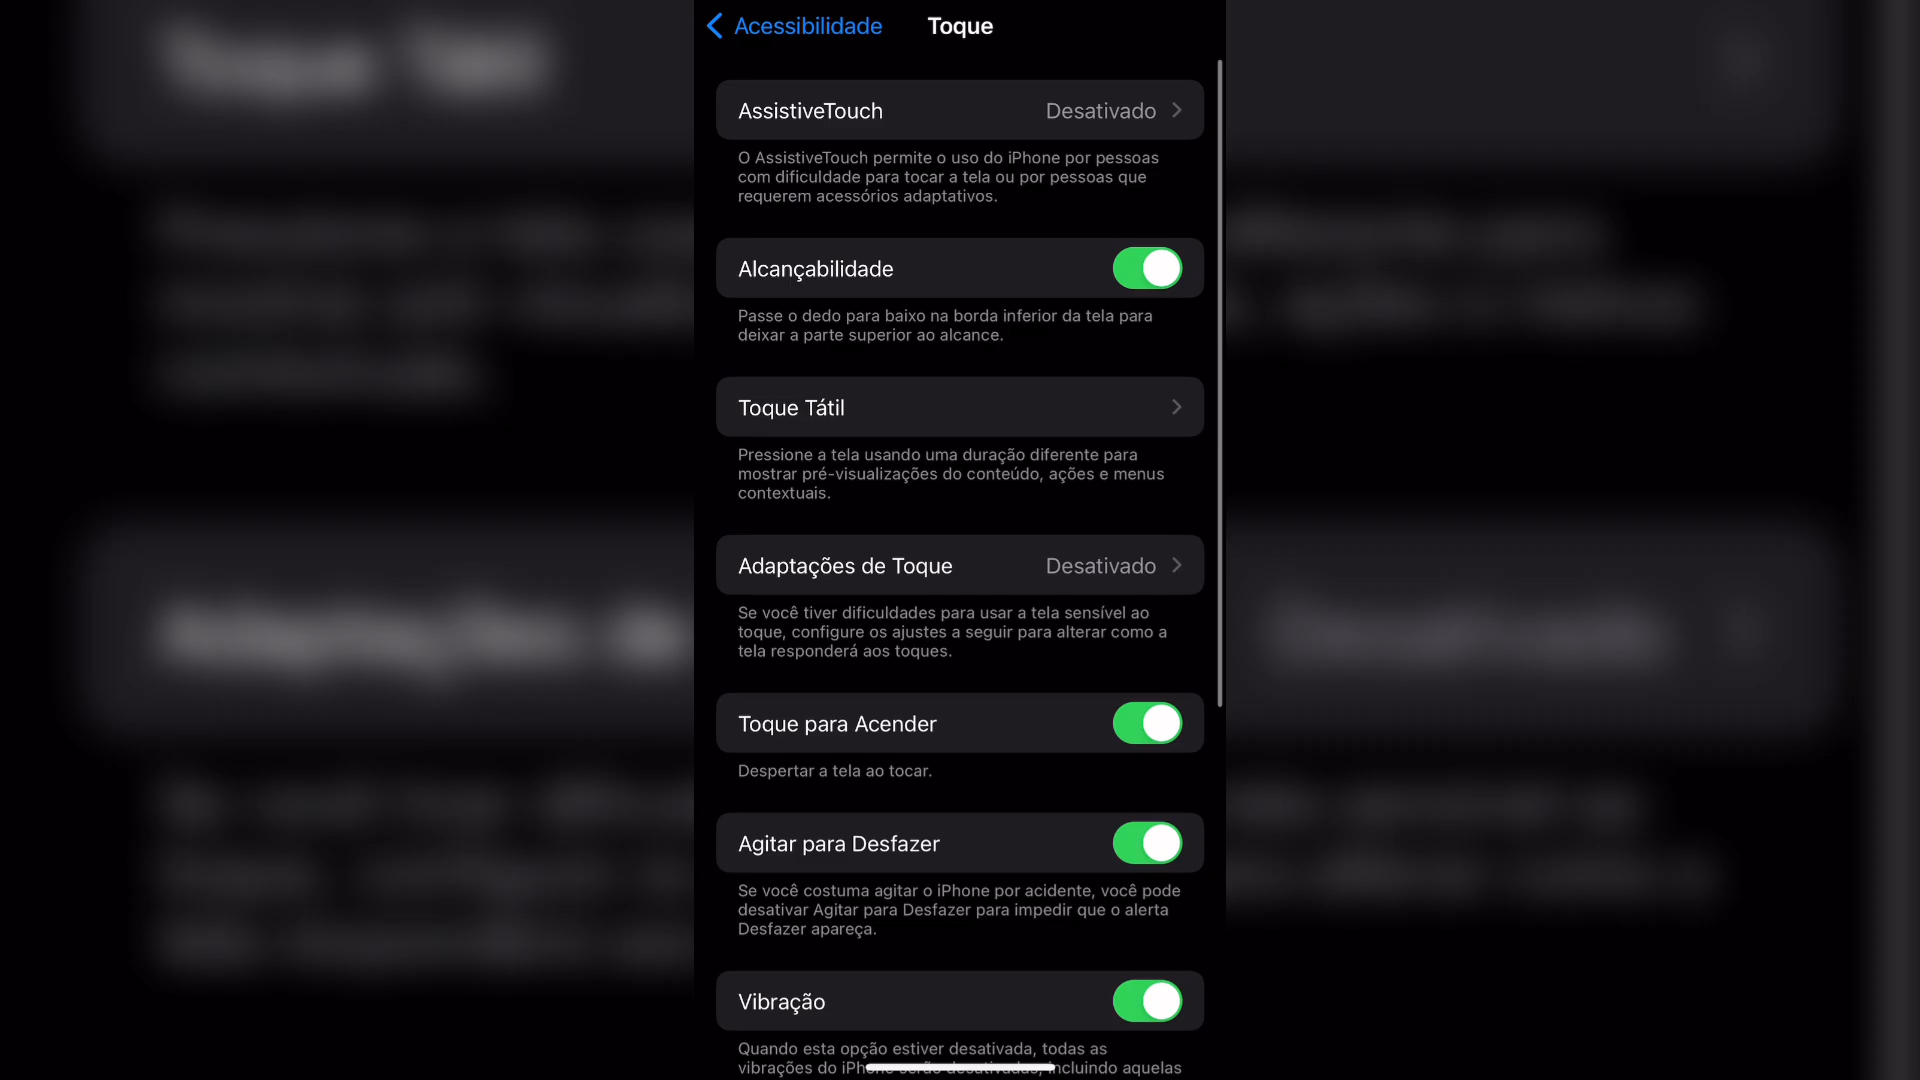 Acessibilidade
Toque
AssistiveTouch
Desativado
O AssistiveTouch permite o uso do iPhone por pessoas
com dificuldade para tocar a tela ou por pessoas que
requerem acessórios adaptativos.
Alcançabilidade
Passe o dedo para baixo na borda inferior da tela para
deixar a parte superior ao alcance.
Toque Tátil
Pressione a tela usando uma duração diferente para
mostrar pré-visualizações do conteúdo, ações e menus
contextuais.
Adaptações de Toque
Desativado
Se você tiver dificuldades para usar a tela sensível ao
toque, configure os ajustes a seguir para alterar como a
tela responderá aos toques.
Toque para Acender
Despertar a tela ao tocar.
Agitar para Desfazer
Se você costuma agitar o iPhone por acidente, você pode
desativar Agitar para Desfazer para impedir que o alerta
Desfazer apareça.
Vibração
Quando esta opção estiver desativada, todas as
vibrações do iPhone serão desativadas, incluindo aquelas